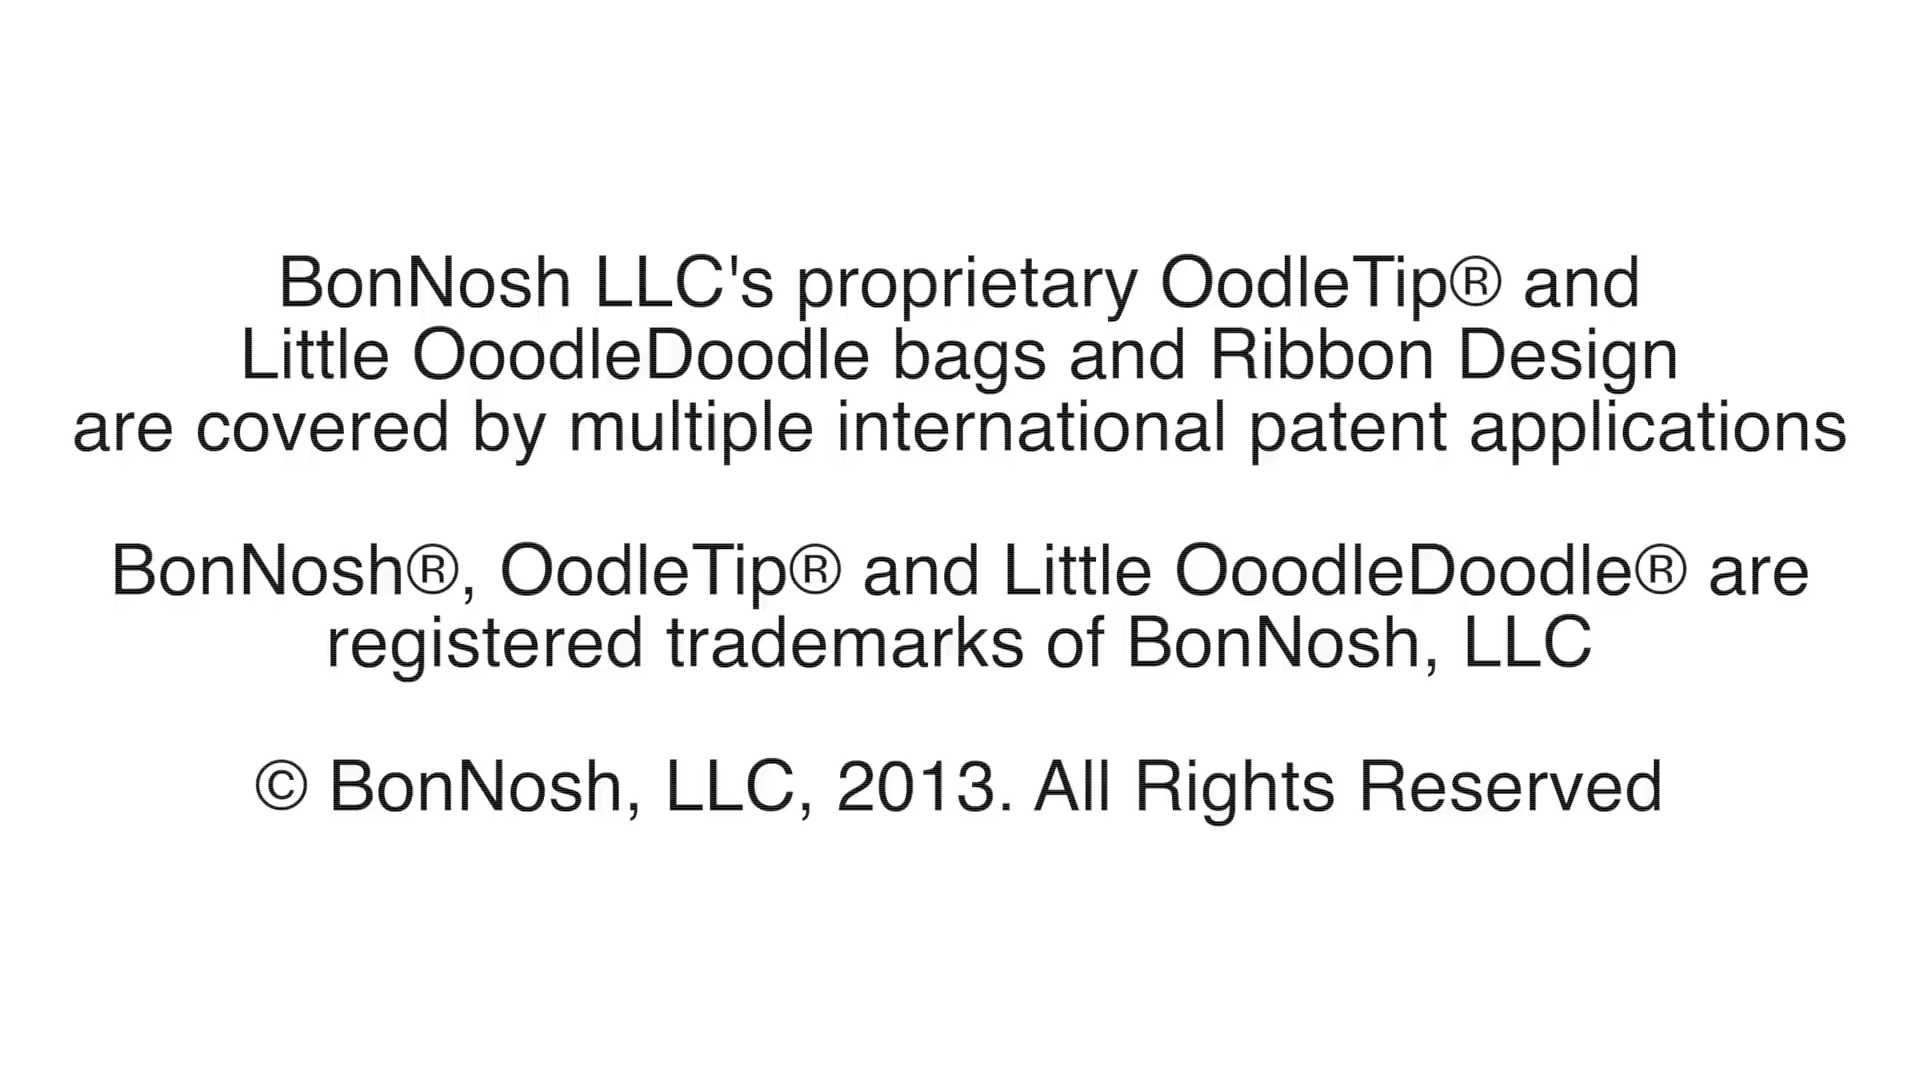 BonNosh LLC's proprietary OodleTip® and
Little OoodleDoodle bags and Ribbon Design
are covered by multiple international patent applications
BonNosh®, OodleTip® and Little OoodleDoodle® are
registered trademarks of BonNosh, LLC
© BonNosh, LLC, 2013. All Rights Reserved